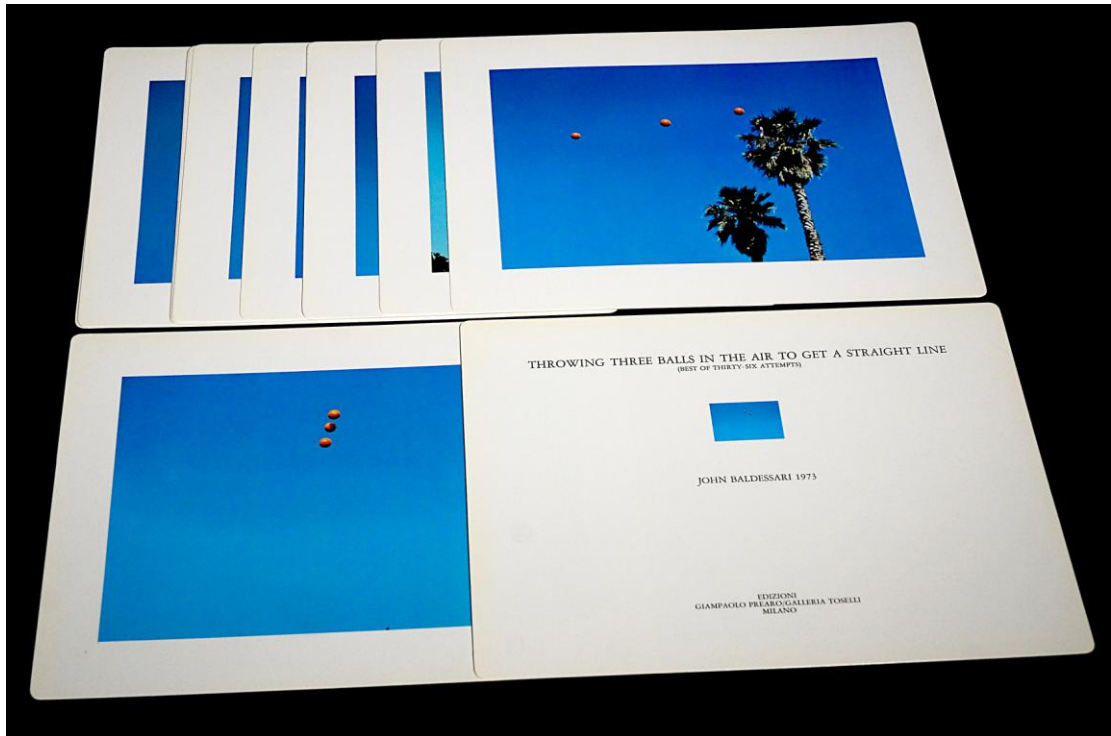 THROWING THREE BALLS IN THE AIR TO GET A STRAIGHT LINE
(BEST OF THIRTY-SIX ATTEMPTS)
JOHN BALDESSARI 1973
EDIZIONI
GIAMPAOLO PREARO/GALLERIA TOSELLI
MILANO